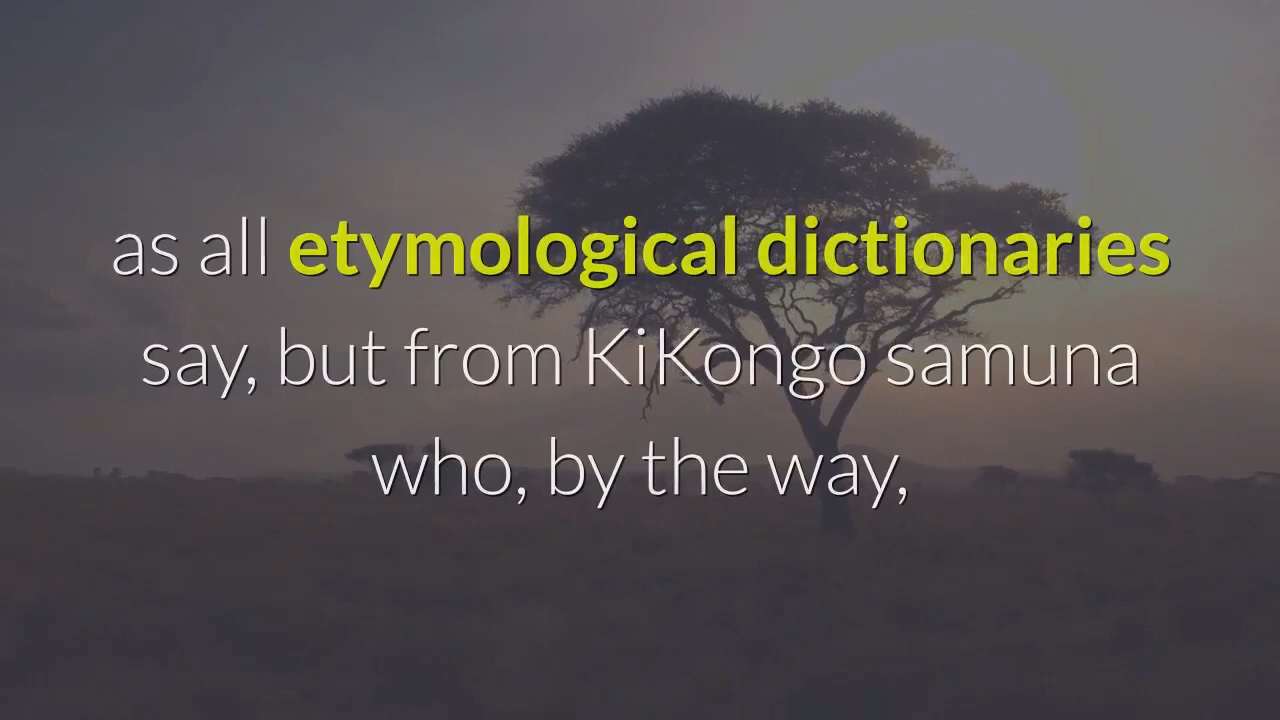 as all etymological dictionaries
say, but from KiKongo samuna
who, by the way,